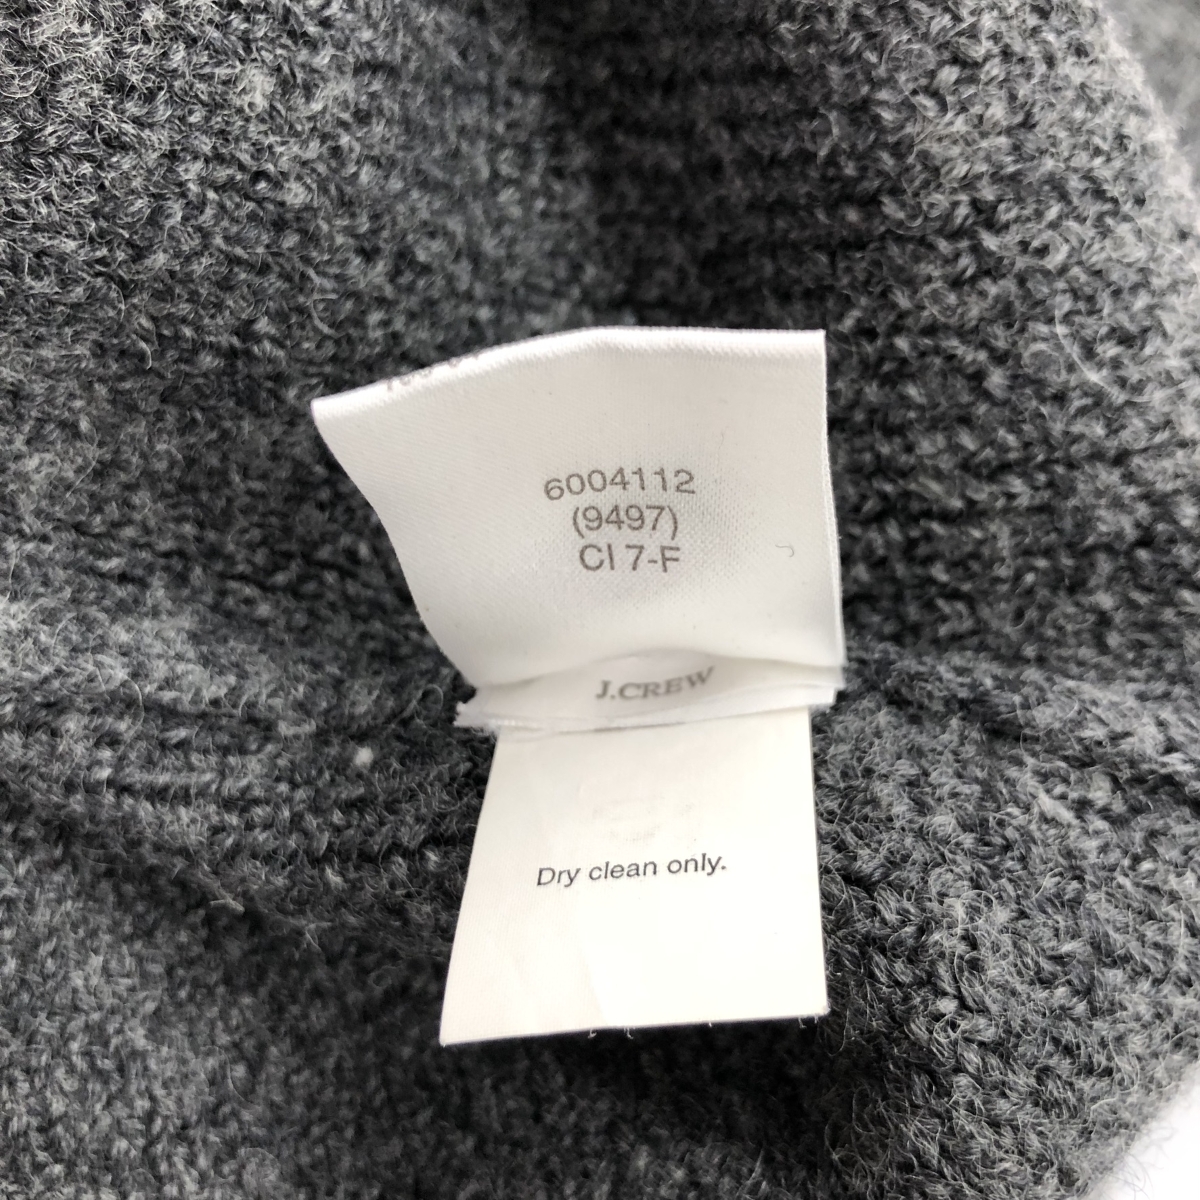 6004112
(9497)
CI 7-F
J.CREW
Dry clean only.